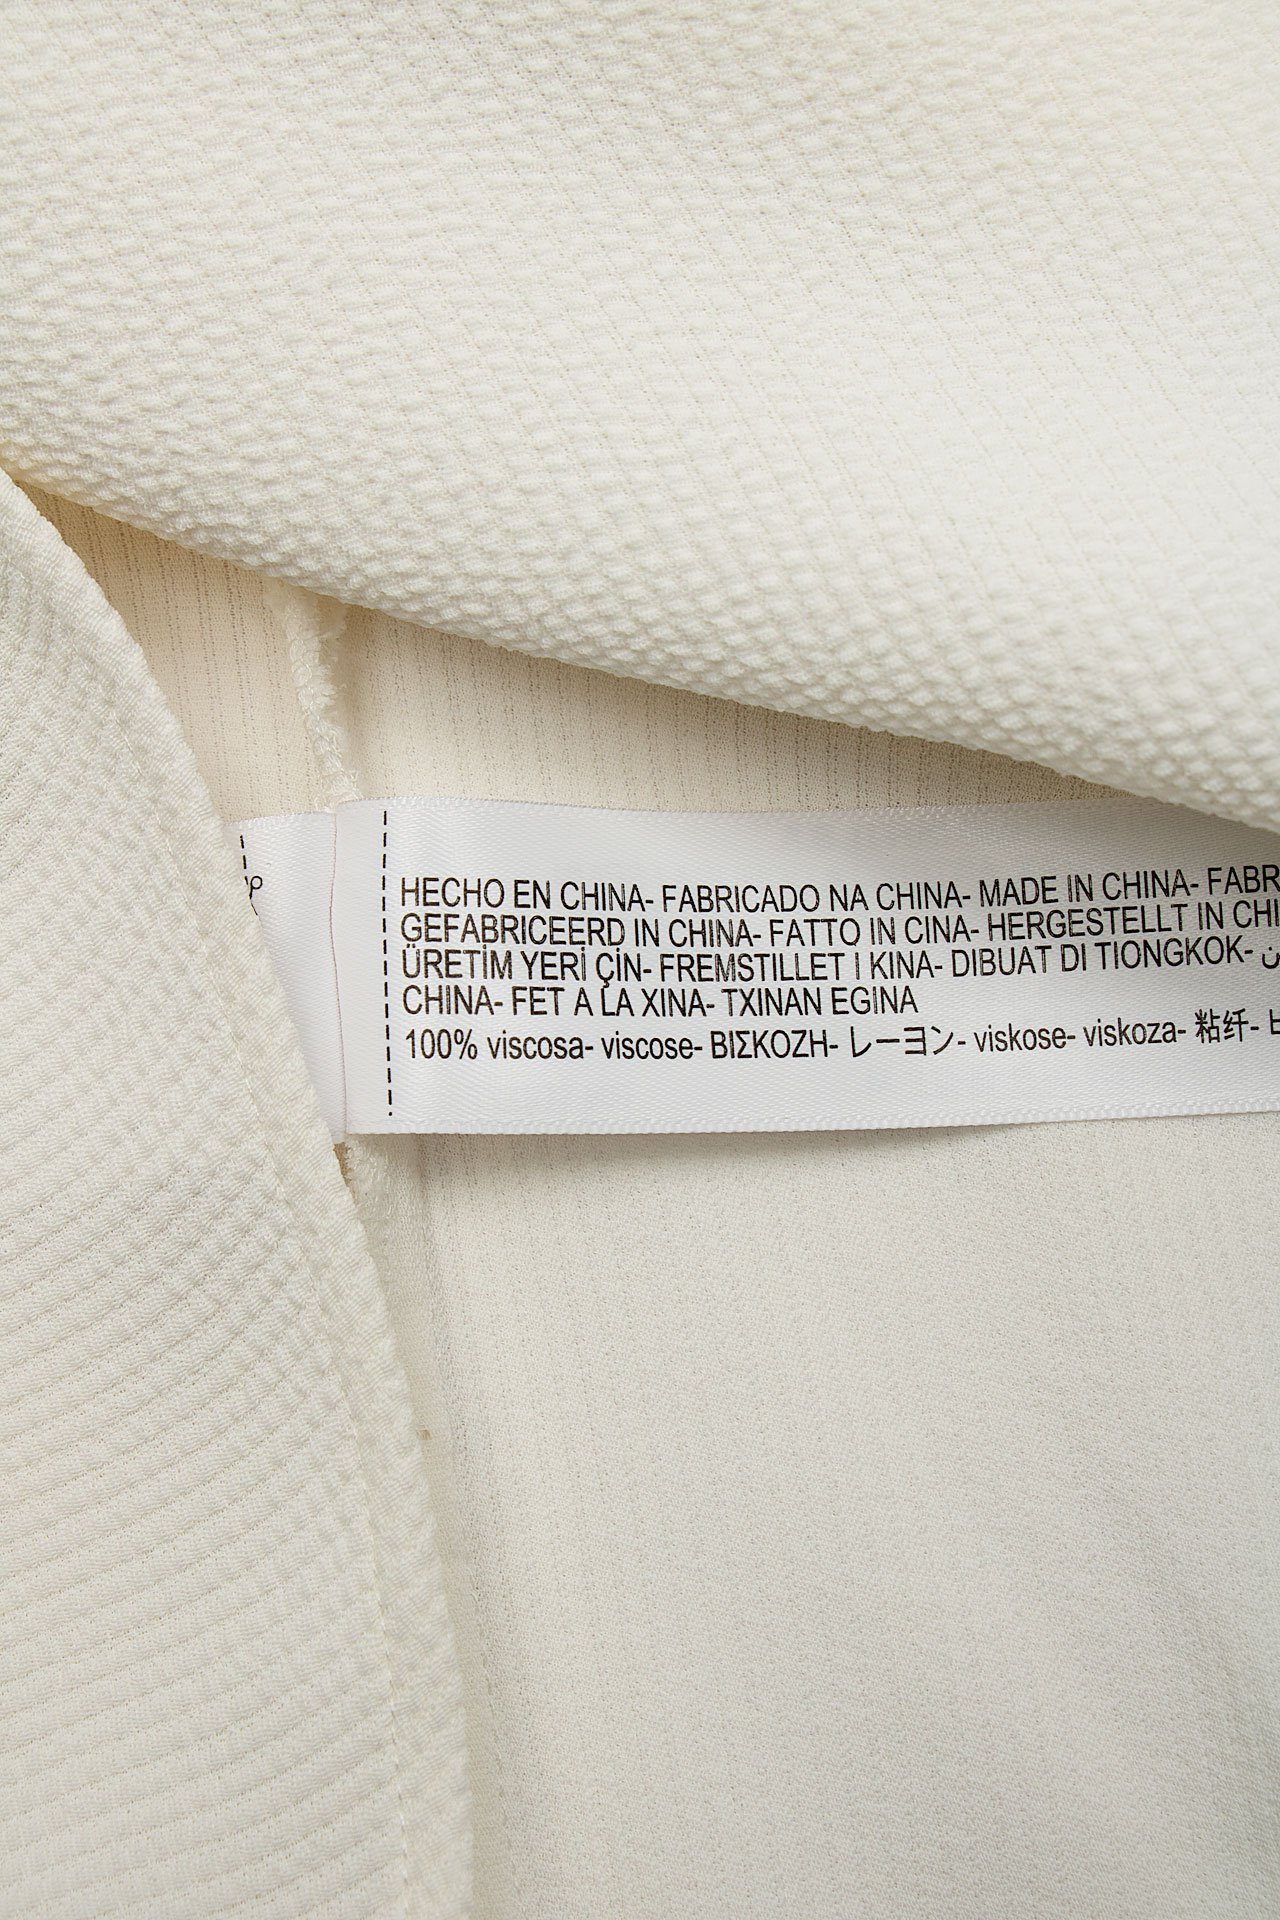 HECHO EN CHINA- FABRICADO NA CHINA- MADE IN CHINA-
GEFABRICEERD IN CHINA- FATTO IN CINA- HERGESTELLT IN
ÜRETİM YERİ ÇİN- FREMSTILLET I KINA- DIBUAT DI TIONGKOK-
CHINA- FET A LA XINA- TXINAN EGINA
100% viscosa- viscose- ΒΙΣΚΟΖΗ- レーヨン- viskose- viskoza- 粘纤-